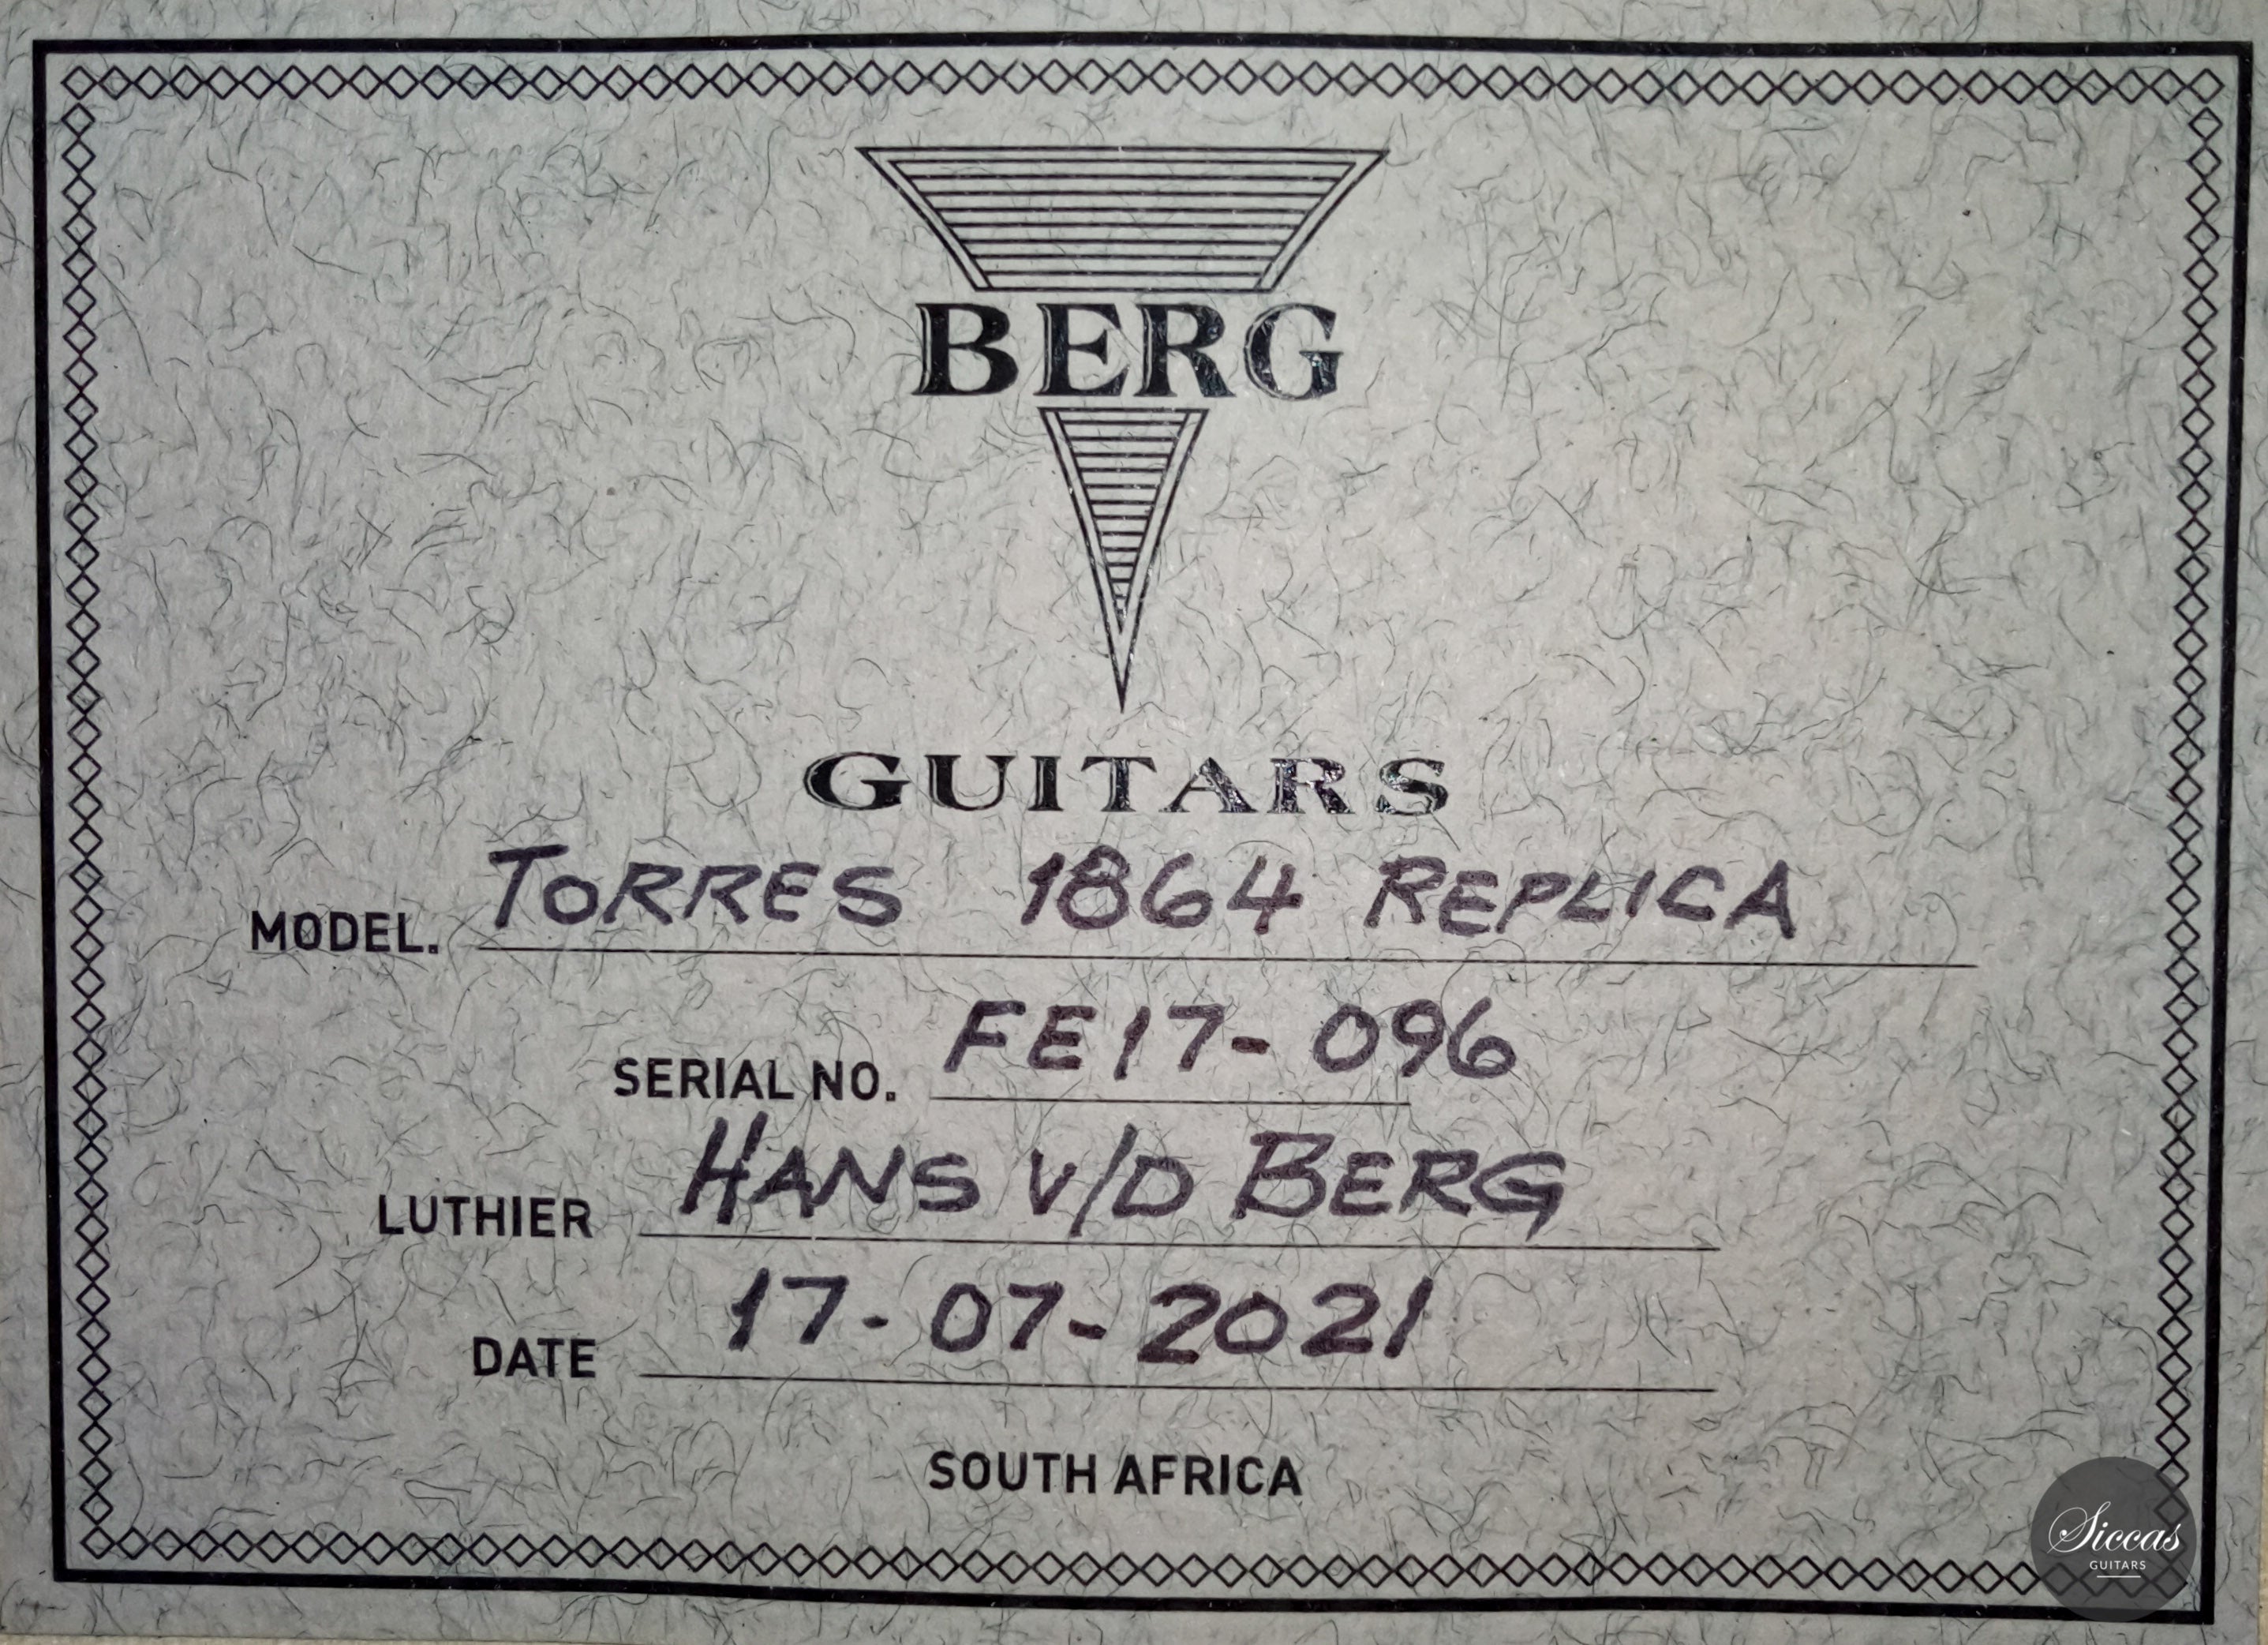 BERG
GUITARS
MODEL. TORRES 1864 REPLICA
SERIAL NO. FE17-096
LUTHIER HANS V/D BERG
DATE 17-07-2021
SOUTH AFRICA
Siccas
GUITARS